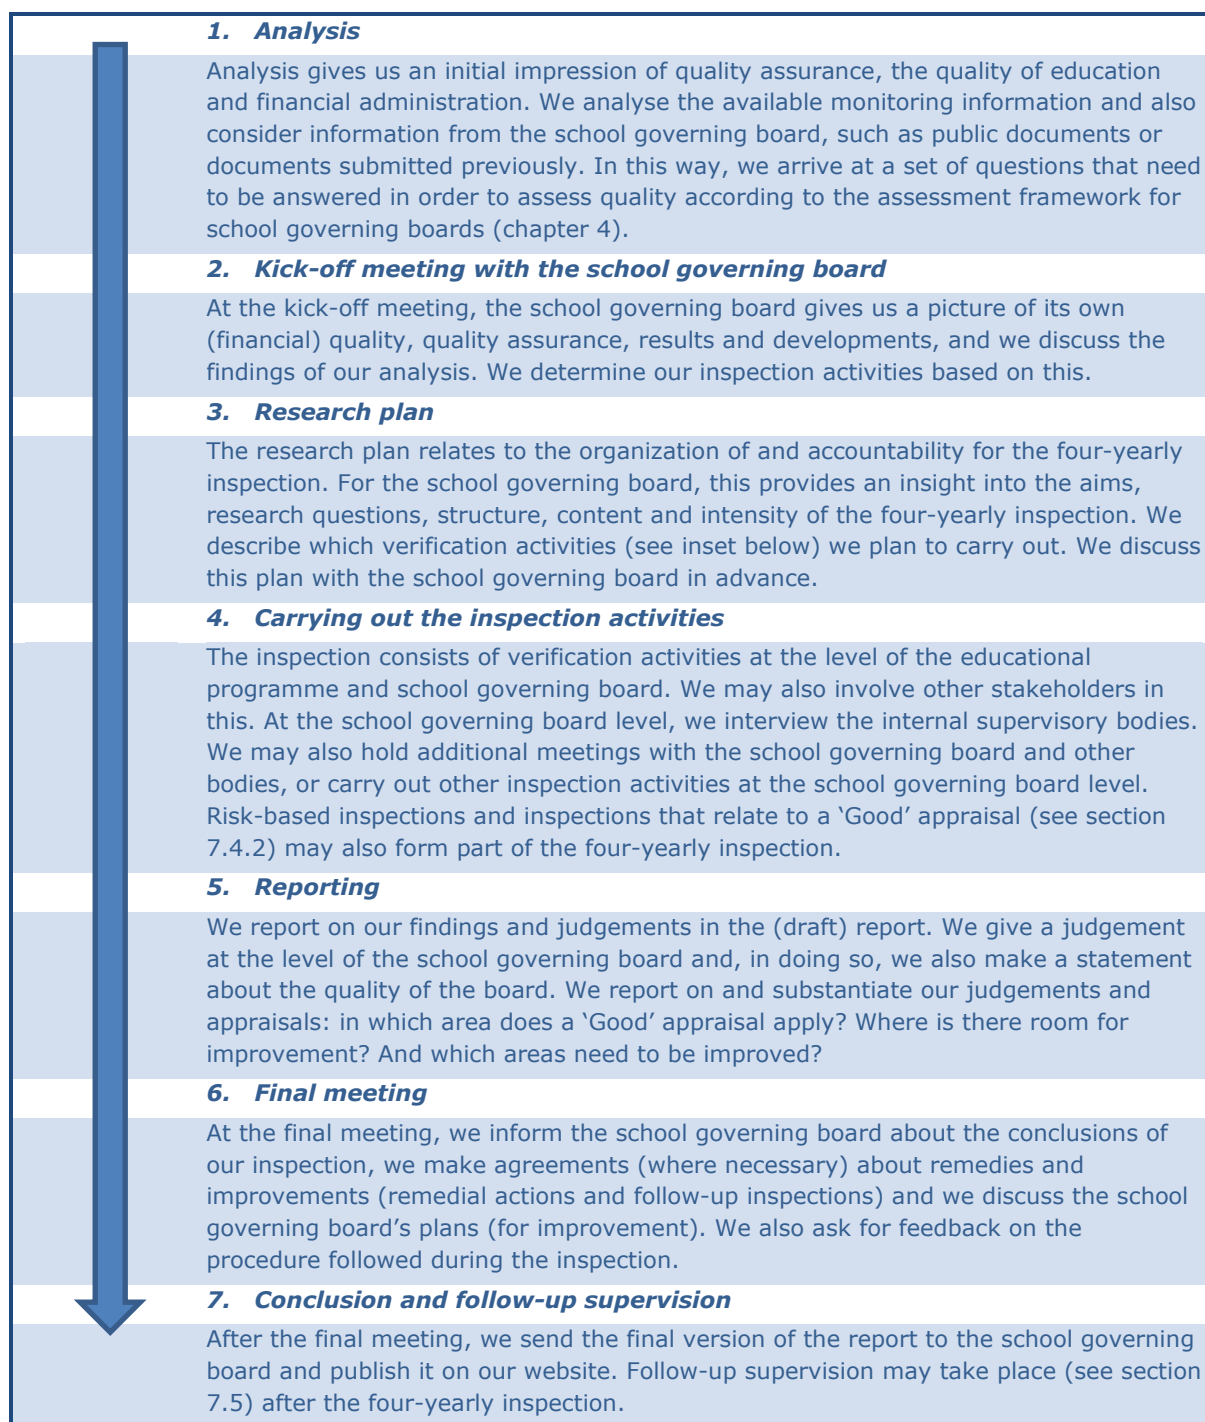 1. Analysis
Analysis gives us an initial impression of quality assurance, the quality of education
and financial administration. We analyse the available monitoring information and also
consider information from the school governing board, such as public documents or
documents submitted previously. In this way, we arrive at a set of questions that need
to be answered in order to assess quality according to the assessment framework for
school governing boards (chapter 4).
2. Kick-off meeting with the school governing board
At the kick-off meeting, the school governing board gives us a picture of its own
(financial) quality, quality assurance, results and developments, and we discuss the
findings of our analysis. We determine our inspection activities based on this.
3. Research plan
The research plan relates to the organization of and accountability for the four-yearly
inspection. For the school governing board, this provides an insight into the aims,
research questions, structure, content and intensity of the four-yearly inspection. We
describe which verification activities (see inset below) we plan to carry out. We discuss
this plan with the school governing board in advance.
4. Carrying out the inspection activities
The inspection consists of verification activities at the level of the educational
programme and school governing board. We may also involve other stakeholders in
this. At the school governing board level, we interview the internal supervisory bodies.
We may also hold additional meetings with the school governing board and other
bodies, or carry out other inspection activities at the school governing board level.
Risk-based inspections and inspections that relate to a ‘Good’ appraisal (see section
7.4.2) may also form part of the four-yearly inspection.
5. Reporting
We report on our findings and judgements in the (draft) report. We give a judgement
at the level of the school governing board and, in doing so, we also make a statement
about the quality of the board. We report on and substantiate our judgements and
appraisals: in which area does a ‘Good’ appraisal apply? Where is there room for
improvement? And which areas need to be improved?
6. Final meeting
At the final meeting, we inform the school governing board about the conclusions of
our inspection, we make agreements (where necessary) about remedies and
improvements (remedial actions and follow-up inspections) and we discuss the school
governing board’s plans (for improvement). We also ask for feedback on the
procedure followed during the inspection.
7. Conclusion and follow-up supervision
After the final meeting, we send the final version of the report to the school governing
board and publish it on our website. Follow-up supervision may take place (see section
7.5) after the four-yearly inspection.